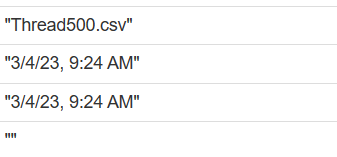 "Thread500.csv"
"3/4/23, 9:24 AM"
"3/4/23, 9:24 AM"
""